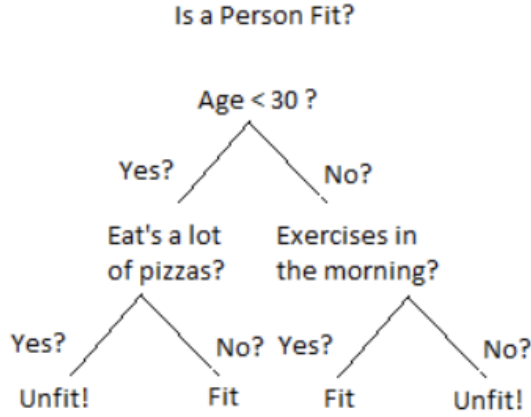 Is a Person Fit?
Age < 30 ?
Yes?
No?
Eat's a lot
of pizzas?
Exercises in
the morning?
Yes?
No?
Yes?
No?
Unfit!
Fit
Fit
Unfit!